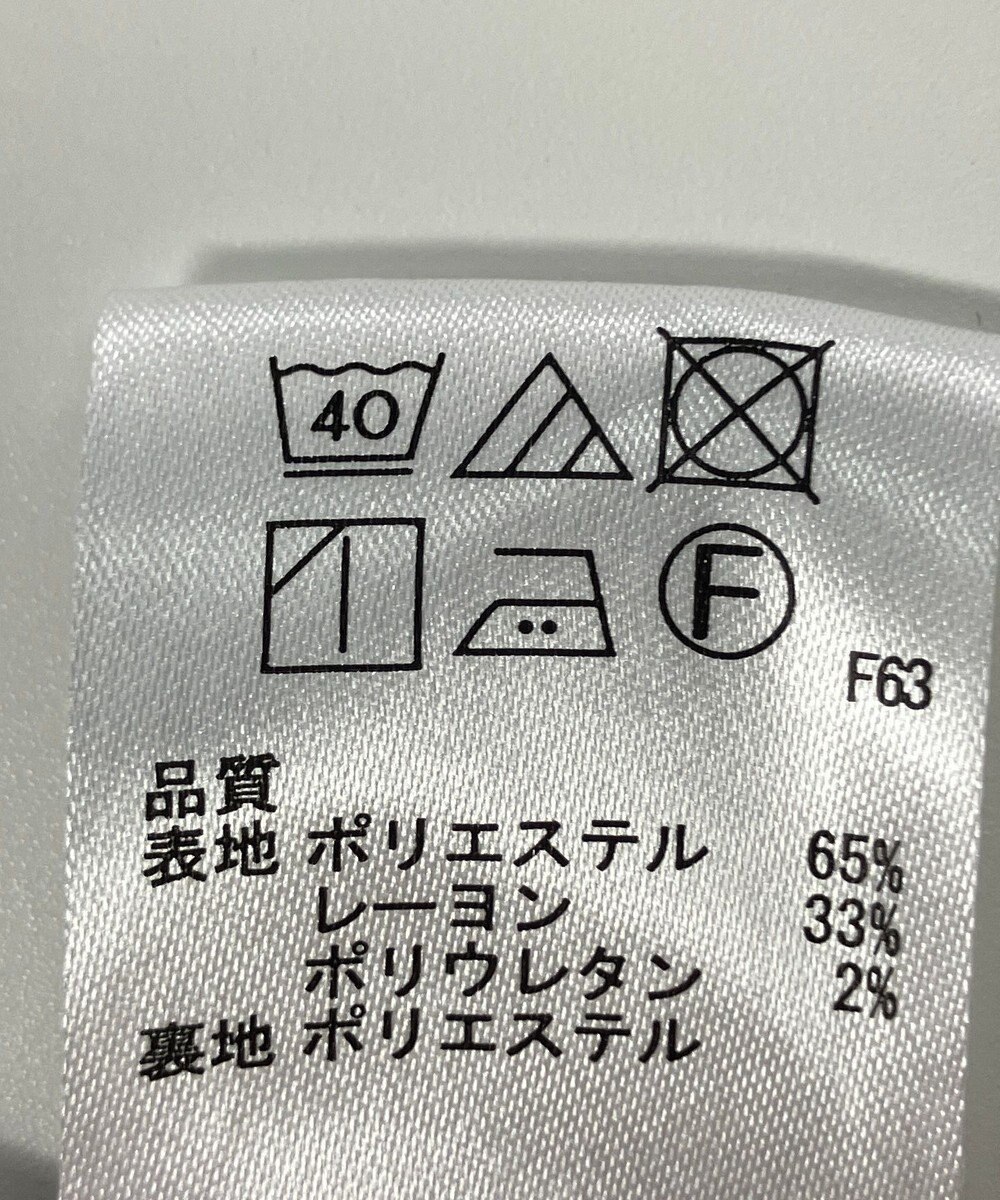 40
F
F63
品質
表地 ポリエステル 65%
レーヨン 33%
ポリウレタン 2%
裏地 ポリエステル